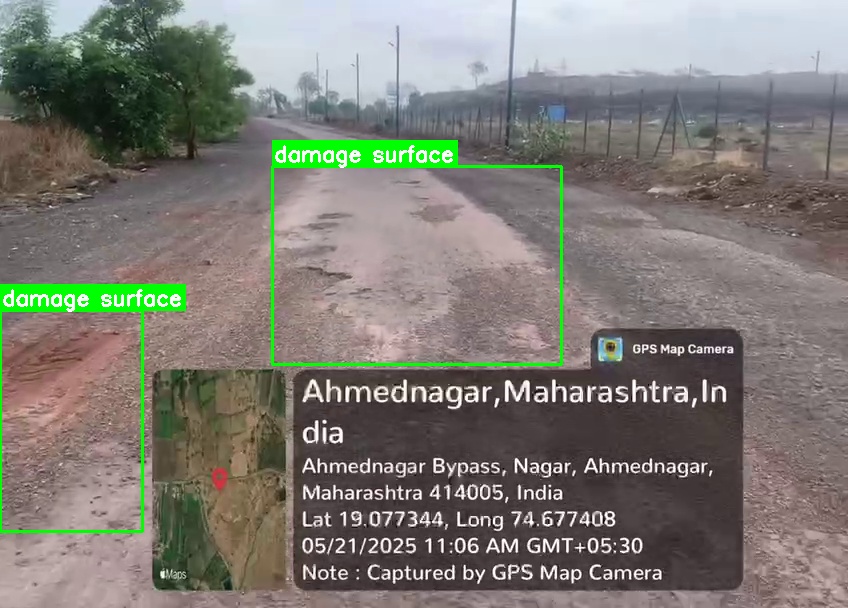 damage surface
damage surface
GPS Map Camera
Ahmednagar,Maharashtra,In
dia
Ahmednagar Bypass, Nagar, Ahmednagar,
Maharashtra 414005, India
Lat 19.077344, Long 74.677408
05/21/2025 11:06 AM GMT+05:30
Note : Captured by GPS Map Camera
Maps